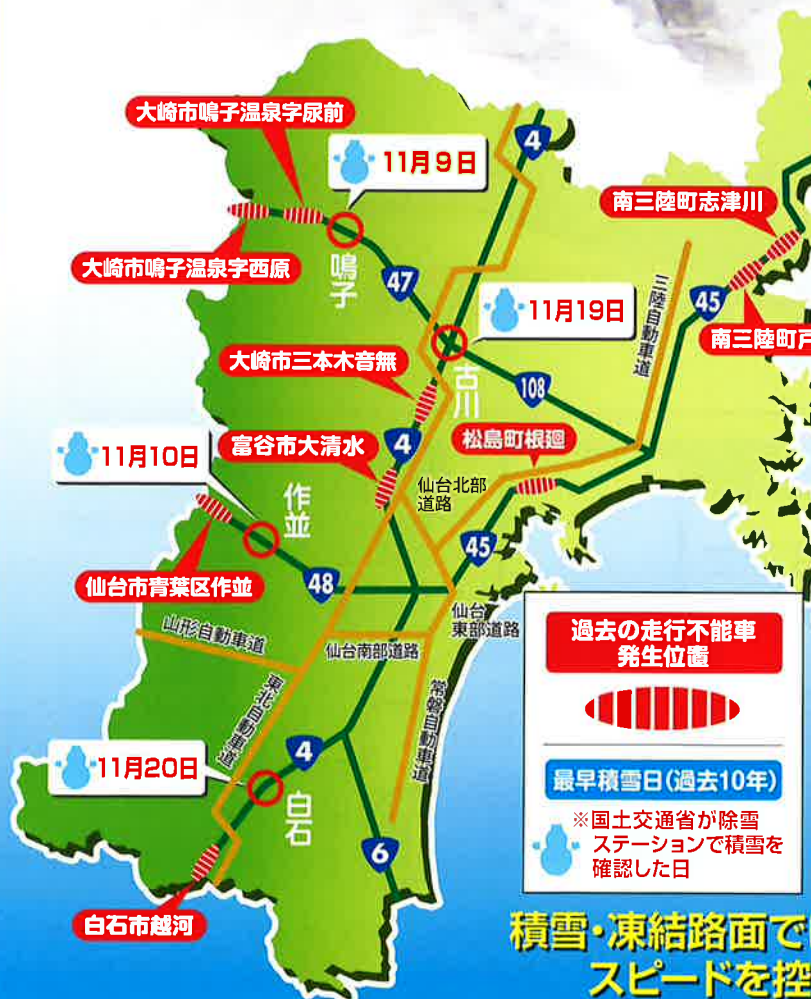 大崎市鳴子温泉字尿前
11月9日
4
南三陸町志津川
大崎市鳴子温泉字西原
鳴子
47
11月19日
三陸自動車道
45
南三陸町戸
大崎市三本木音無
古川
108
11月10日
富谷市大清水
4
松島町根廻
作並
仙台北部
道路
45
仙台市青葉区作並
48
仙台
東部道路
山形自動車道
仙台南部道路
東北自動車道
常磐自動車道
11月20日
4
白石
6
白石市越河
過去の走行不能車
発生位置
最早積雪日(過去10年)
※国土交通省が除雪
ステーションで積雪を
確認した日
積雪・凍結路面で
スピードを控